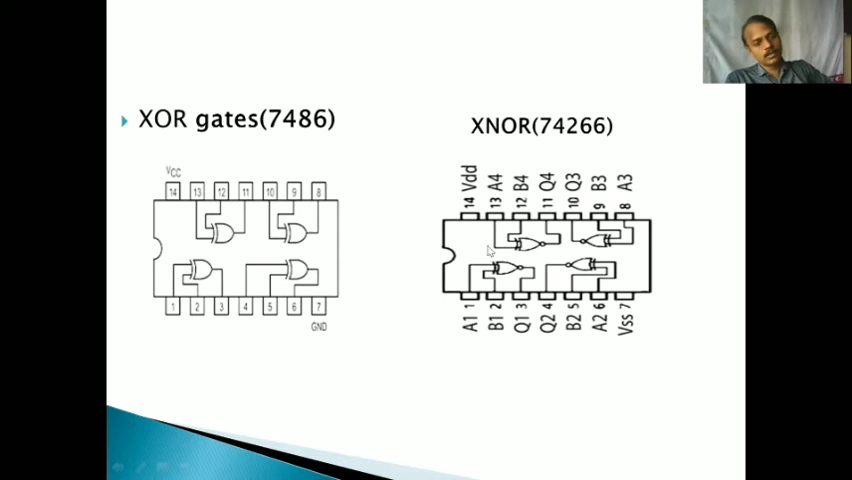 XOR gates(7486)
XNOR(74266)
VCC
14 13 12 11 10 9 8
1 2 3 4 5 6 7
GND
Vdd A4 B4 Q4 Q3 B3 A3
14 13 12 11 10 9 8
1 2 3 4 5 6 7
A1 B1 Q1 Q2 B2 A2 Vss